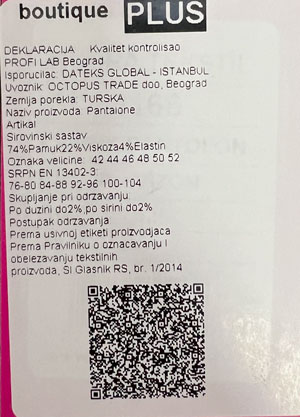 boutique PLUS
DEKLARACIJA Kvalitet kontrolisao
PROFI LAB Beograd
Isporucilac: DATEKS GLOBAL - ISTANBUL
Uvoznik: OCTOPUS TRADE doo, Beograd
Zemlja porekla: TURSKA
Naziv proizvoda: Pantalone
Artikal
Sirovinski sastav
74%Pamuk22%Viskoza4%Elastin
Oznaka velicine 42 44 46 48 50 52
SRPN EN 13402-3
76-80 84-88 92-96 100-104
Skupljanje pri odrzavanju
Po duzini do2%,po sirini do2%
Postupak odrzavanja
Prema usivnoj etiketi proizvodjaca
Prema Pravilniku o oznacavanju I
obelezavanju tekstilnih
proizvoda, Sl Glasnik RS, br. 1/2014